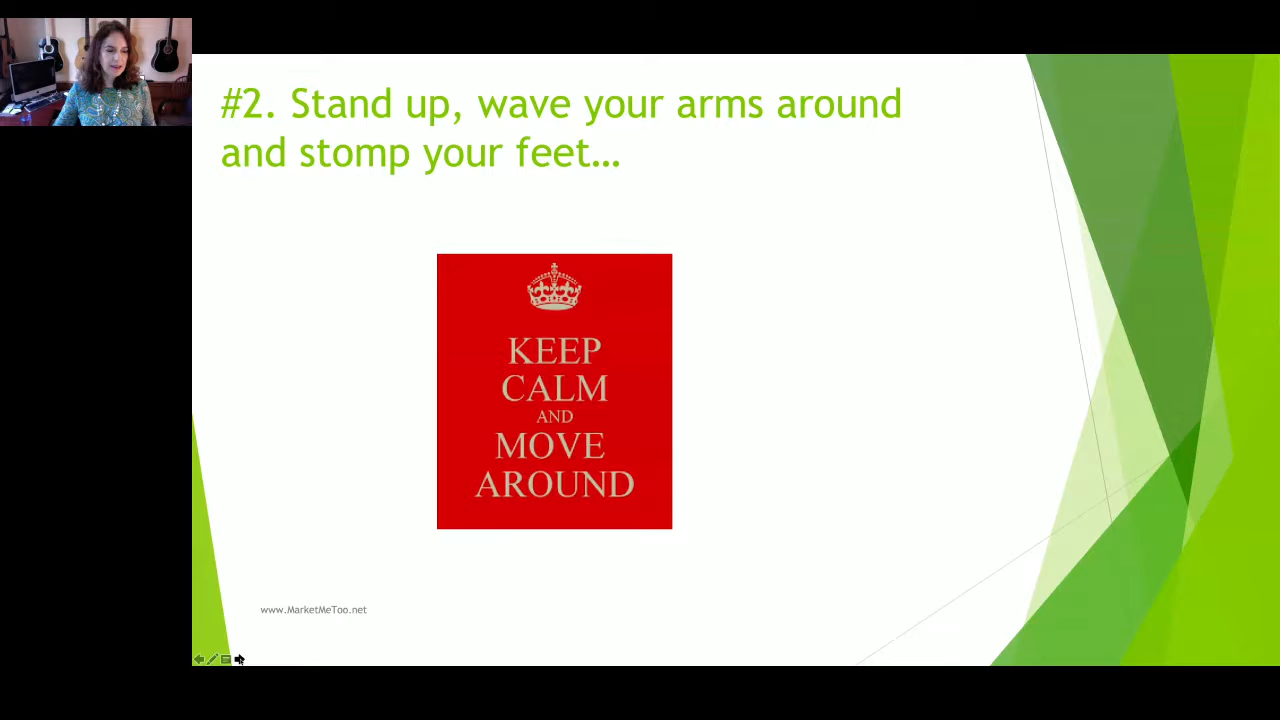 #2. Stand up, wave your arms around
and stomp your feet…
KEEP
CALM
AND
MOVE
AROUND
www.MarketMeToo.net